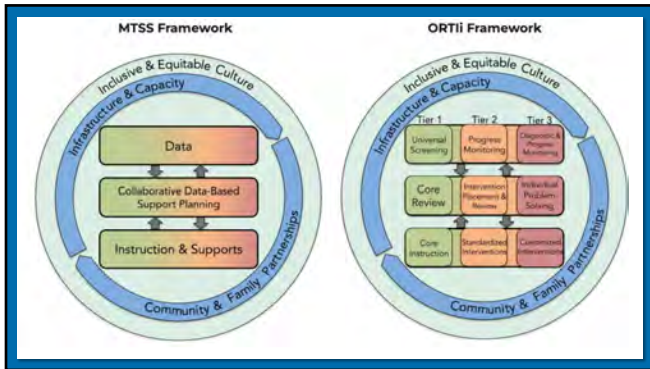 MTSS Framework
Inclusive & Equitable Culture
Infrastructure & Capacity
Data
Collaborative Data-Based
Support Planning
Instruction & Supports
Community & Family Partnerships
ORTIi Framework
Inclusive & Equitable Culture
Infrastructure & Capacity
Tier 1 Tier 2 Tier 3
Universal Screening
Progress Monitoring
Diagnostic & Progress Monitoring
Core Review
Intervention Placement & Review
Individual Problem-Solving
Core Instruction
Standardized Interventions
Customized Interventions
Community & Family Partnerships